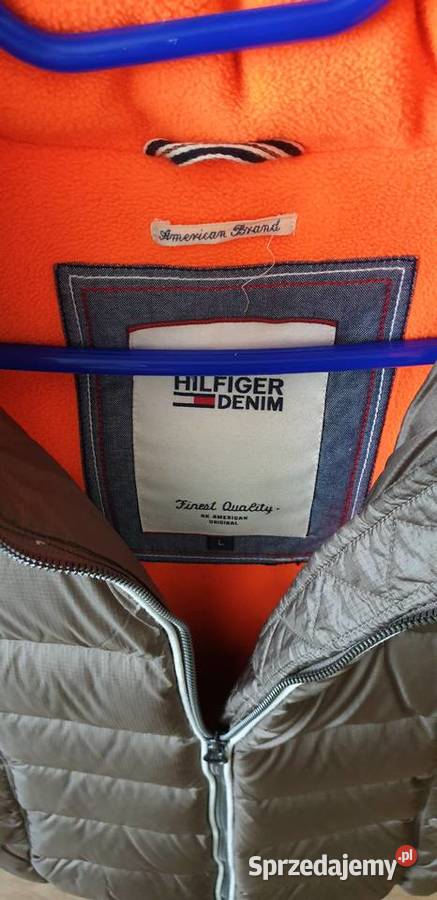 American Brand
HILFIGER
DENIM
Finest Quality-
AN AMERICAN
ORIGINAL
L
Sprzedajemy.pl